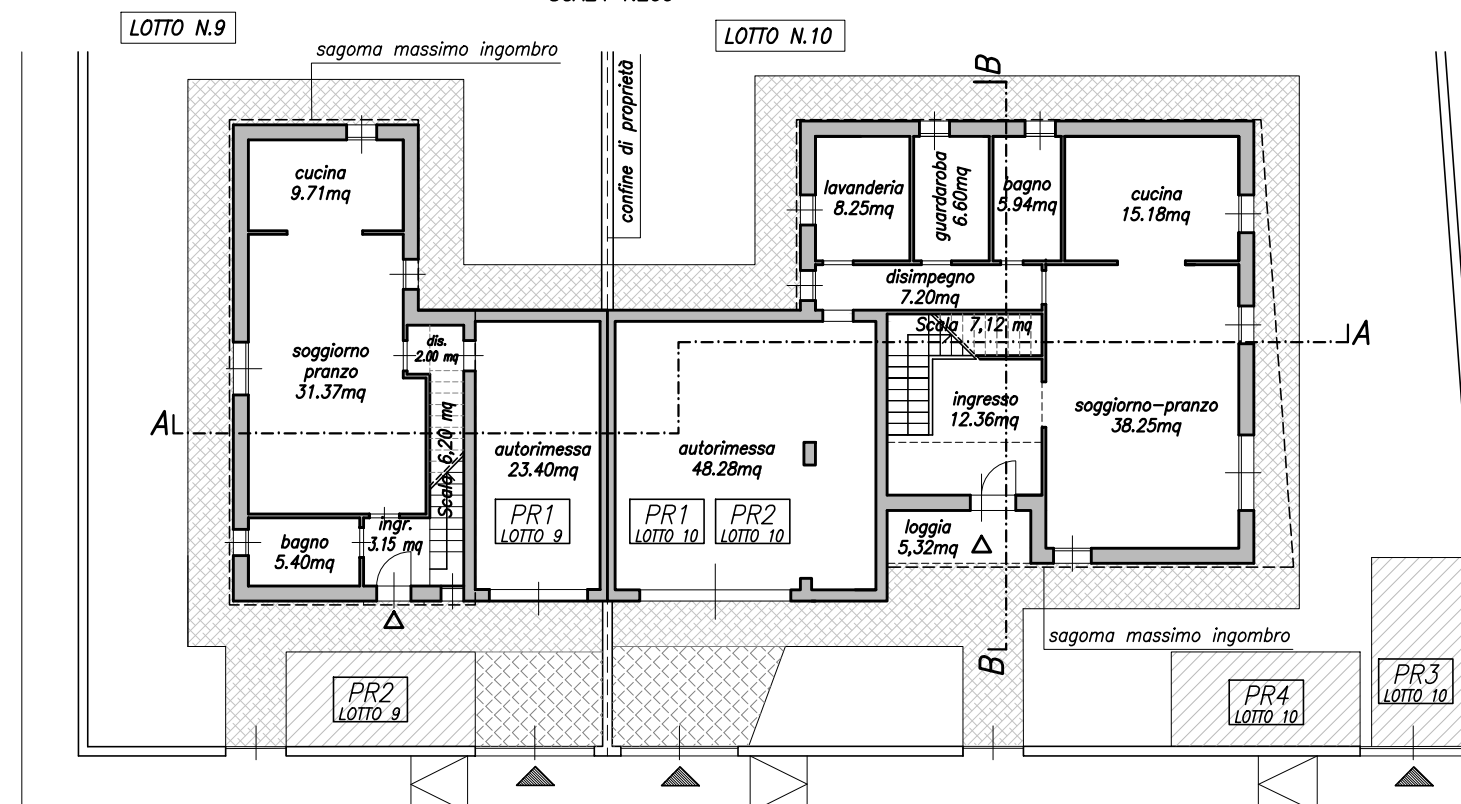 LOTTO N.9
LOTTO N.10
sagoma massimo ingombro
confine di proprietà
B
cucina
9.71mq
lavanderia
8.25mq
guardaroba
6.60mq
bagno
5.94mq
cucina
15.18mq
disimpegno
7.20mq
Scala 7,12 mq
A
soggiorno
pranzo
31.37mq
dis.
2.00 mq
Scala 6,20 mq
A
autorimessa
23.40mq
autorimessa
48.28mq
ingresso
12.36mq
soggiorno-pranzo
38.25mq
PR1
LOTTO 9
PR1
LOTTO 10
PR2
LOTTO 10
bagno
5.40mq
ingr.
3.15 mq
loggia
5,32mq
sagoma massimo ingombro
B
PR2
LOTTO 9
PR4
LOTTO 10
PR3
LOTTO 10